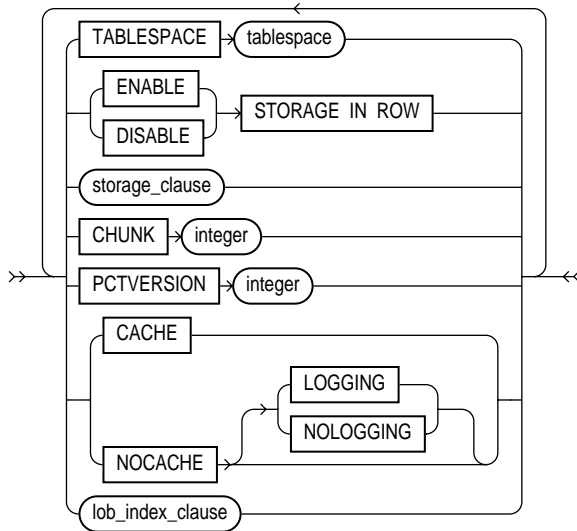 TABLESPACE tablespace
ENABLE
STORAGE IN ROW
DISABLE
storage_clause
CHUNK integer
PCTVERSION integer
CACHE
LOGGING
NOLOGGING
NOCACHE
lob_index_clause